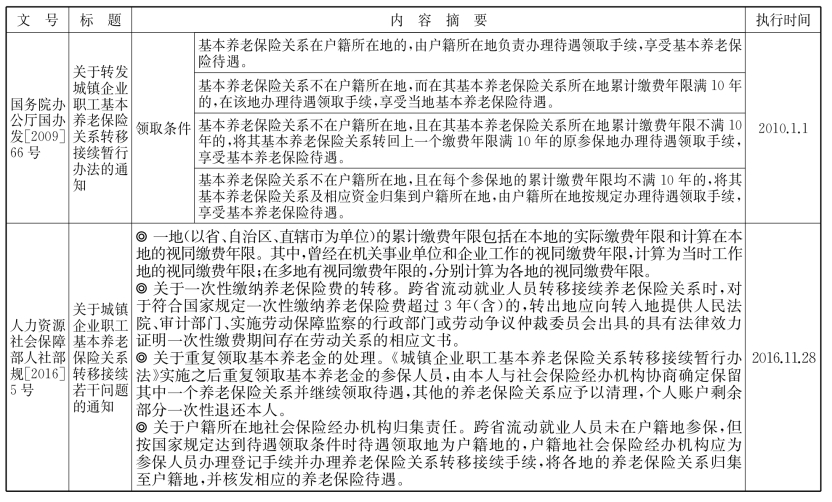 文 号 标 题 内 容 摘 要 执行时间
国务院办
公厅国办
发[2009]
66号
关于转发
城镇企业
职工基本
养老保险
关系转移
接续暂行
办法的通
知
领取条件
基本养老保险关系在户籍所在地的,由户籍所在地负责办理待遇领取手续,享受基本养老保
险待遇。
基本养老保险关系不在户籍所在地,而在其基本养老保险关系所在地累计缴费年限满10年
的,在该地办理待遇领取手续,享受当地基本养老保险待遇。
基本养老保险关系不在户籍所在地,且在其基本养老保险关系所在地累计缴费年限不满10
年的,将其基本养老保险关系转回上一个缴费年限满10年的原参保地办理待遇领取手续,
享受基本养老保险待遇。
基本养老保险关系不在户籍所在地,且在每个参保地的累计缴费年限均不满10年的,将其
基本养老保险关系及相应资金归集到户籍所在地,由户籍所在地按规定办理待遇领取手续,
享受基本养老保险待遇。
2010.1.1
人力资源
社会保障
部人社部
规[2016]
5号
关于城镇
企业职工
基本养老
保险关系
转移接续
若干问题
的通知
◎ 一地(以省、自治区、直辖市为单位)的累计缴费年限包括在本地的实际缴费年限和计算在本
地的视同缴费年限。其中,曾经在机关事业单位和企业工作的视同缴费年限,计算为当时工作
地的视同缴费年限;在多地有视同缴费年限的,分别计算为各地的视同缴费年限。
◎ 关于一次性缴纳养老保险费的转移。跨省流动就业人员转移接续养老保险关系时,对
于符合国家规定一次性缴纳养老保险费超过3年(含)的,转出地应向转入地提供人民法
院、审计部门、实施劳动保障监察的行政部门或劳动争议仲裁委员会出具的具有法律效力
证明一次性缴费期间存在劳动关系的相应文书。
◎ 关于重复领取基本养老金的处理。《城镇企业职工基本养老保险关系转移接续暂行办
法》实施之后重复领取基本养老金的参保人员,由本人与社会保险经办机构协商确定保留
其中一个养老保险关系并继续领取待遇,其他的养老保险关系应予以清理,个人账户剩余
部分一次性退还本人。
◎ 关于户籍所在地社会保险经办机构归集责任。跨省流动就业人员未在户籍地参保,但
按国家规定达到待遇领取条件时待遇领取地为户籍地的,户籍地社会保险经办机构应为
参保人员办理登记手续并办理养老保险关系转移接续手续,将各地的养老保险关系归集
至户籍地,并核发相应的养老保险待遇。
2016.11.28